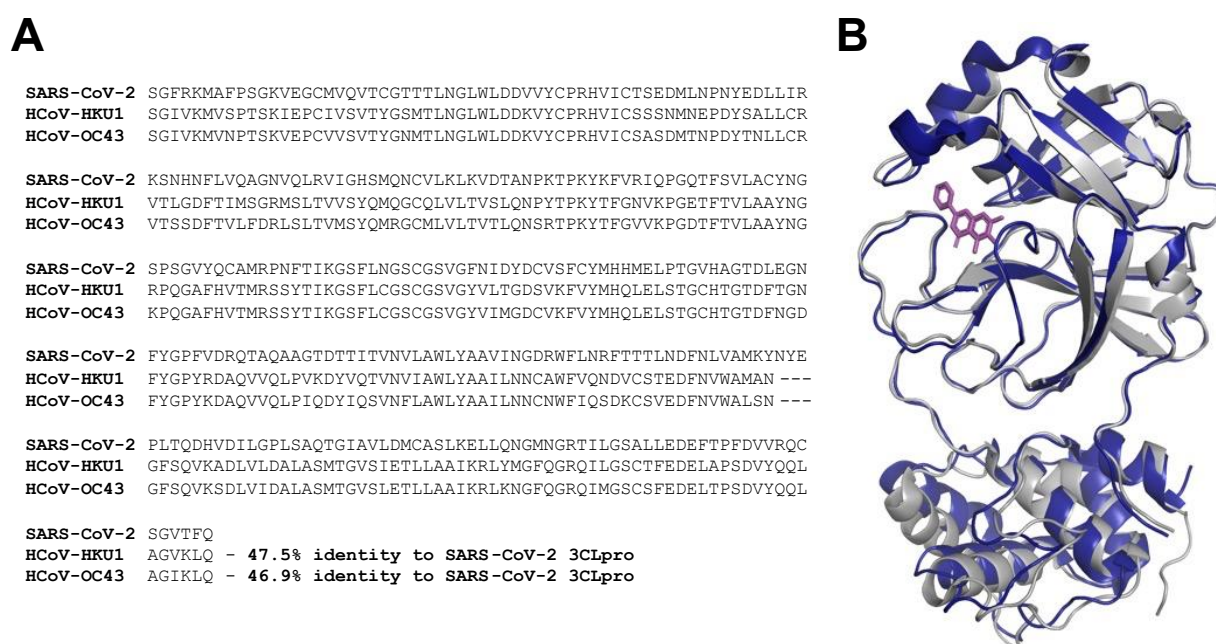 A
B
SARS-CoV-2 SGFRKMAFPSGKVEGCMVQVTCGTTTLNGLWLDDVVYCPRHVICTSEDMLNPNYEDLLIR
HCoV-HKU1 SGIVKMVSPTSKIEPCIVSVTYGSMTLNGLWLDDKVYCPRHVICSSSNMNEPDYSALLCR
HCoV-OC43 SGIVKMVNPTSKVEPCVVSVTYGNMTLNGLWLDDKVYCPRHVICSASDMTNPDYTNLLCR
SARS-CoV-2 KSNHNFLVQAGNVQLRVIGHSMQNCVLKLKVDTANPKTPKYKFVRIQPGQTFSVLACYNG
HCoV-HKU1 VTLGDFTIMSGRMSLTVVSYQMQGCQLVLTVSLQNPYTPKYTFGNVKPGETFTVLAAYNG
HCoV-OC43 VTSSDFTVLFDRLSLTVMSYQMRGCMLVLTVTLQNSRTPKYTFGVVKPGDTFTVLAAYNG
SARS-CoV-2 SPSGVYQCAMRPNFTIKGSFLNGSCGSVGFNIDYDCVSFCYMHHMELPTGVHAGTDLEGN
HCoV-HKU1 RPQGAFHVTMRSSYTIKGSFLCGSCGSVGYVLTGDSVKFVYMHQLELSTGCHTGTDFTGN
HCoV-OC43 KPQGAFHVTMRSSYTIKGSFLCGSCGSVGYVIMGDCVKFVYMHQLELSTGCHTGTDFNGD
SARS-CoV-2 FYGPFVDRQTAQAAGTDTTITVNVLAWLYAAVINGDRWFLNRFTTTLNDFNLVAMKYNYE
HCoV-HKU1 FYGPYRDAQVVQLPVKDYVQTVNVIAWLYAAILNNCAWFVQNDVCSTEDFNVWAMAN ---
HCoV-OC43 FYGPYKDAQVVQLPIQDYIQSVNFLAWLYAAILNNCNWFIQSDKCSVEDFNVWALSN ---
SARS-CoV-2 PLTQDHVDILGPLSAQTGIAVLDMCASLKELLQNGMNGRTILGSALLEDEFTPFDVVRQC
HCoV-HKU1 GFSQVKADLVLDALASMTGVSIETLLAAIKRLYMGFQGRQILGSCTFEDELAPSDVYQQL
HCoV-OC43 GFSQVKSDLVIDALASMTGVSLETLLAAIKRLKNGFQGRQIMGSCSFEDELTPSDVYQQL
SARS-CoV-2 SGVTFQ
HCoV-HKU1 AGVKLQ – 47.5% identity to SARS-CoV-2 3CLpro
HCoV-OC43 AGIKLQ – 46.9% identity to SARS-CoV-2 3CLpro